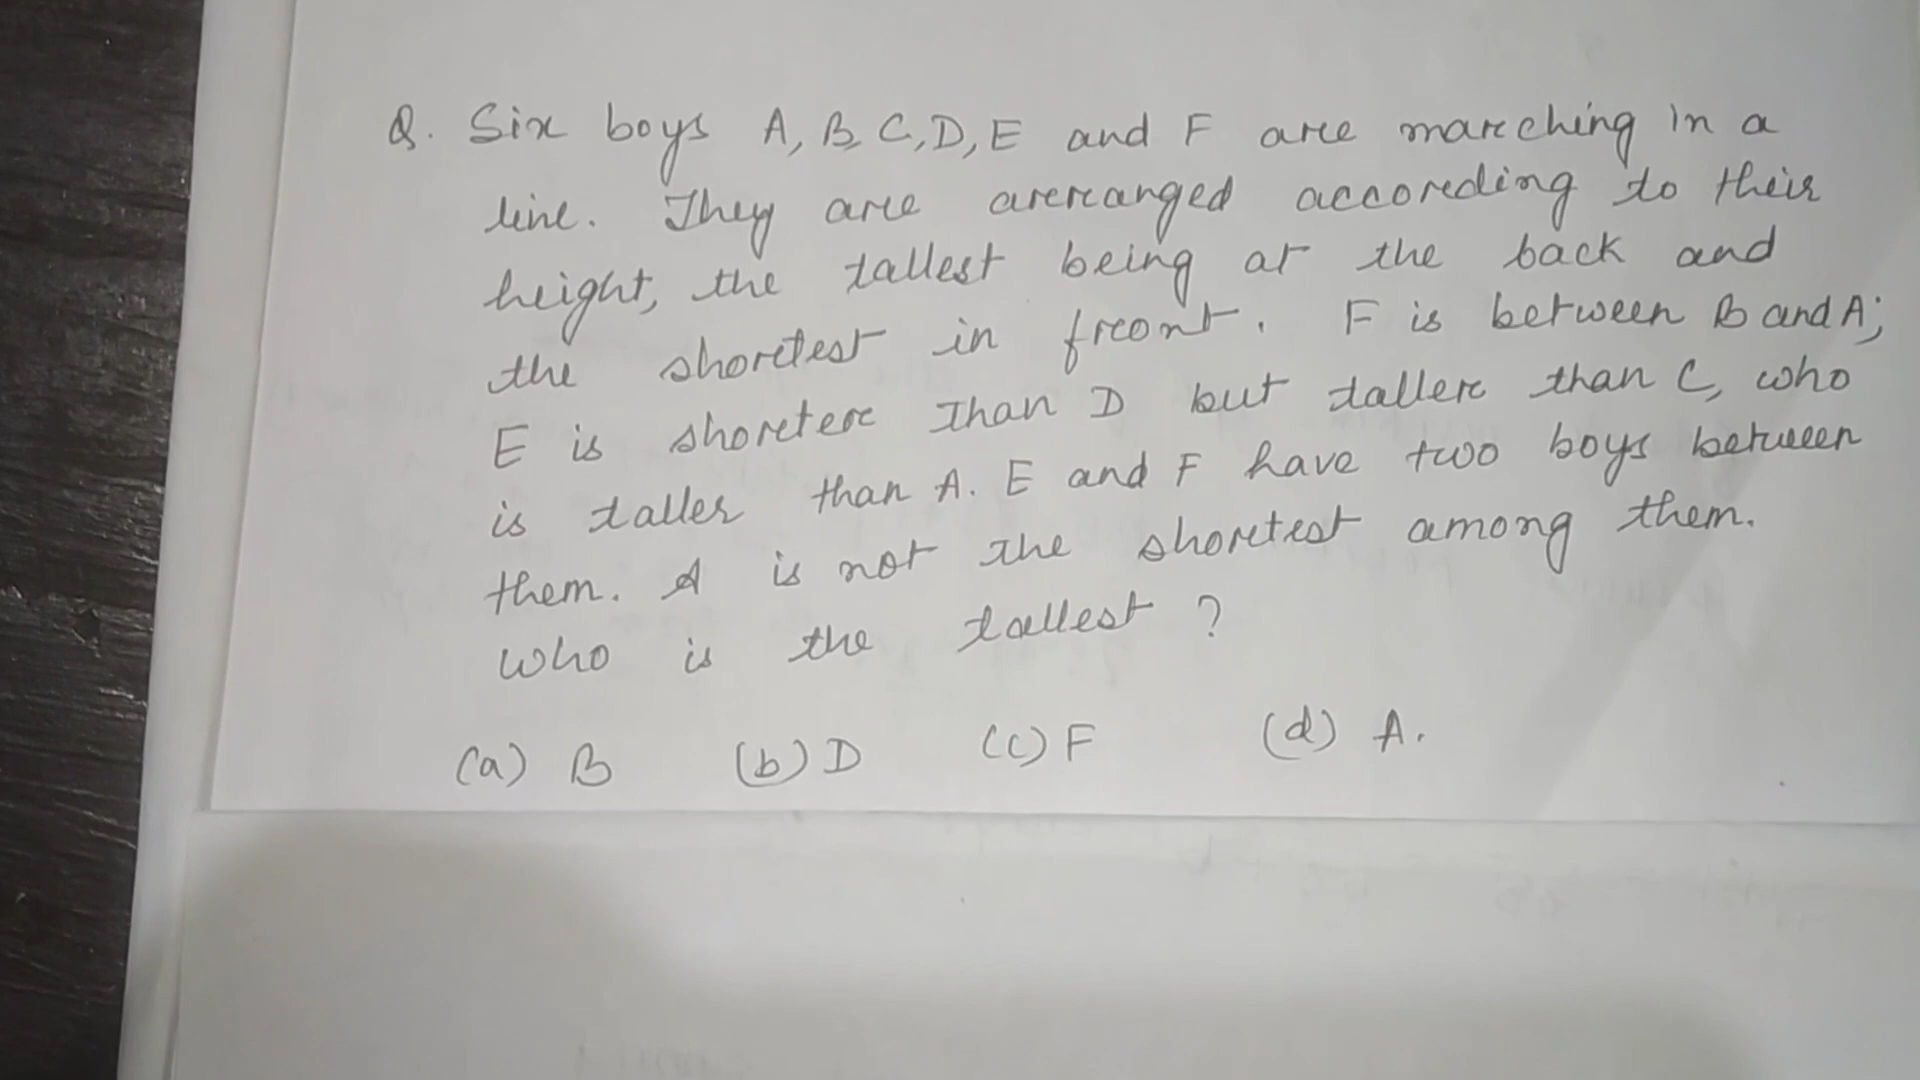 Q. Six boys A, B, C, D, E and F are marching in a
line. They are arranged according to their
height, the tallest being at the back and
the shortest in front. F is between B and A;
E is shorter than D but taller than C, who
is taller than A. E and F have two boys between
them. A is not the shortest among them.
Who is the tallest ?
(a) B (b) D (c) F (d) A.